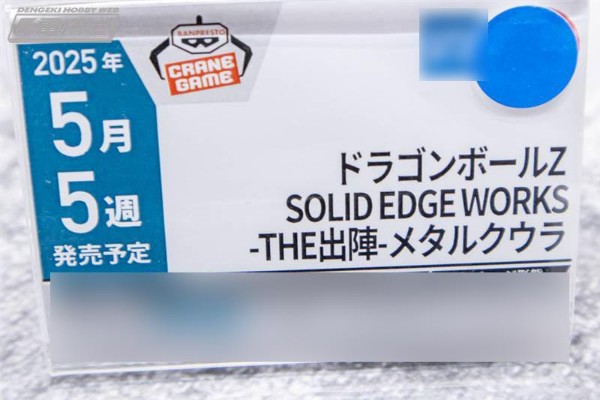 DENGEKI HOBBY WEB
BANPRESTO
CRANE
GAME
2025年
5月
5週
発売予定
ドラゴンボールZ
SOLID EDGE WORKS
-THE出陣-メタルクウラ